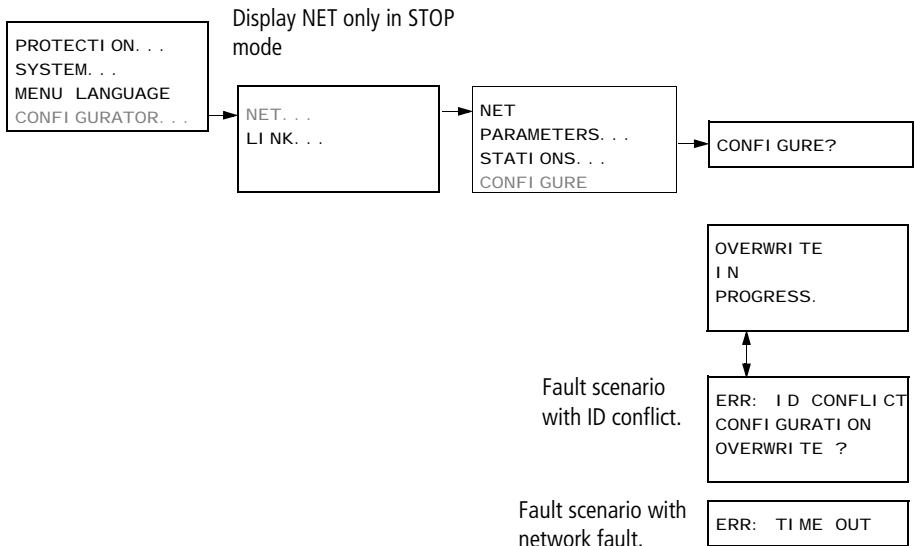 Display NET only in STOP
mode
PROTECTION...
SYSTEM...
MENU LANGUAGE
CONFIGURATOR...
NET...
LINK...
NET
PARAMETERS...
STATIONS...
CONFIGURE
CONFIGURE?
OVERWRITE
IN
PROGRESS.
Fault scenario
with ID conflict.
ERR: ID CONFLICT
CONFIGURATION
OVERWRITE ?
Fault scenario with
network fault.
ERR: TIME OUT